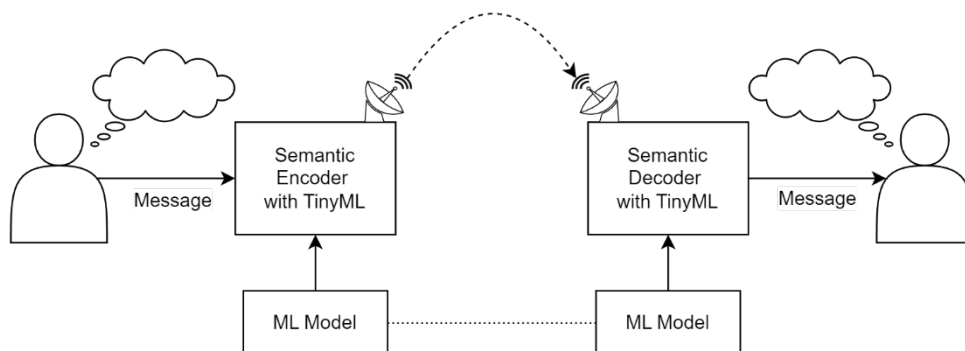 Semantic
Encoder
with TinyML
Semantic
Decoder
with TinyML
Message
Message
ML Model
ML Model